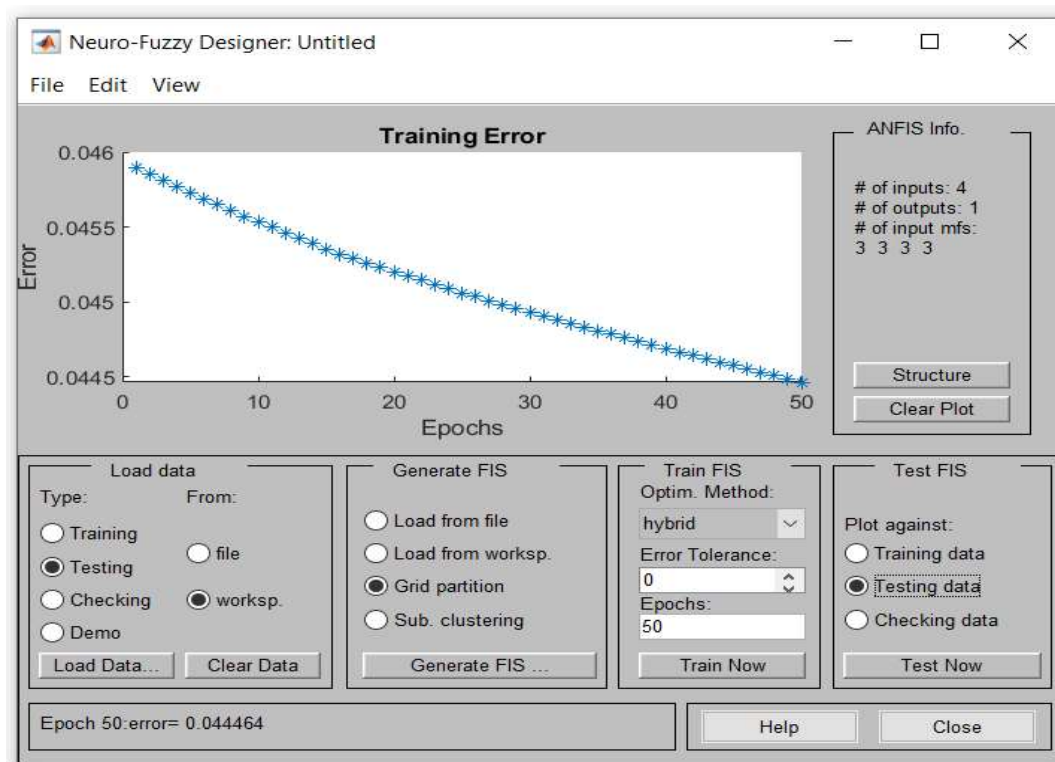 Neuro-Fuzzy Designer: Untitled
File Edit View
Training Error
0.046
0.0455
0.045
0.0445
Error
0 10 20 30 40 50
Epochs
ANFIS Info.
# of inputs: 4
# of outputs: 1
# of input mfs:
3 3 3 3
Structure
Clear Plot
Load data
Type: From:
Training
file
Testing
Checking
worksp.
Demo
Load Data... Clear Data
Generate FIS
Load from file
Load from worksp.
Grid partition
Sub. clustering
Generate FIS ...
Train FIS
Optim. Method:
hybrid
Error Tolerance:
0
Epochs:
50
Train Now
Test FIS
Plot against:
Training data
Testing data
Checking data
Test Now
Epoch 50:error= 0.044464
Help Close